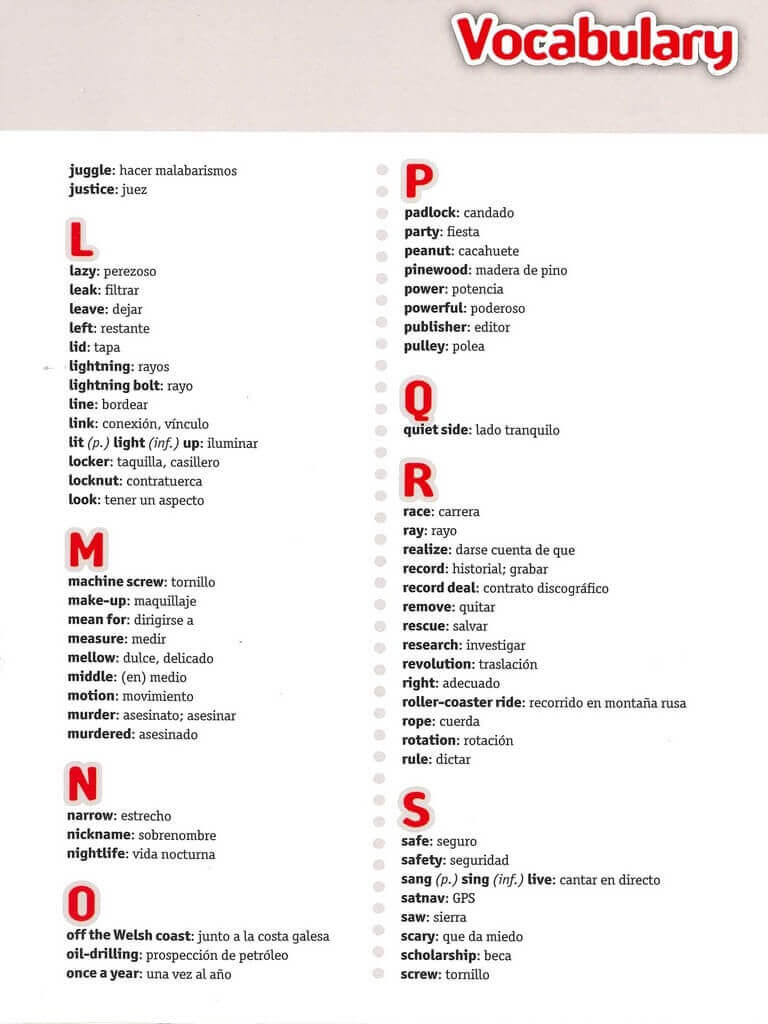 Vocabulary
juggle: hacer malabarismos
justice: juez
L
lazy: perezoso
leak: filtrar
leave: dejar
left: restante
lid: tapa
lightning: rayos
lightning bolt: rayo
line: bordear
link: conexión, vínculo
lit (p.) light (inf.) up: iluminar
locker: taquilla, casillero
locknut: contratuerca
look: tener un aspecto
M
machine screw: tornillo
make-up: maquillaje
mean for: dirigirse a
measure: medir
mellow: dulce, delicado
middle: (en) medio
motion: movimiento
murder: asesinato; asesinar
murdered: asesinado
N
narrow: estrecho
nickname: sobrenombre
nightlife: vida nocturna
O
off the Welsh coast: junto a la costa galesa
oil-drilling: prospección de petróleo
once a year: una vez al año
P
padlock: candado
party: fiesta
peanut: cacahuete
pinewood: madera de pino
power: potencia
powerful: poderoso
publisher: editor
pulley: polea
Q
quiet side: lado tranquilo
R
race: carrera
ray: rayo
realize: darse cuenta de que
record: historial; grabar
record deal: contrato discográfico
remove: quitar
rescue: salvar
research: investigar
revolution: traslación
right: adecuado
roller-coaster ride: recorrido en montaña rusa
rope: cuerda
rotation: rotación
rule: dictar
S
safe: seguro
safety: seguridad
sang (p.) sing (inf.) live: cantar en directo
satnav: GPS
saw: sierra
scary: que da miedo
scholarship: beca
screw: tornillo